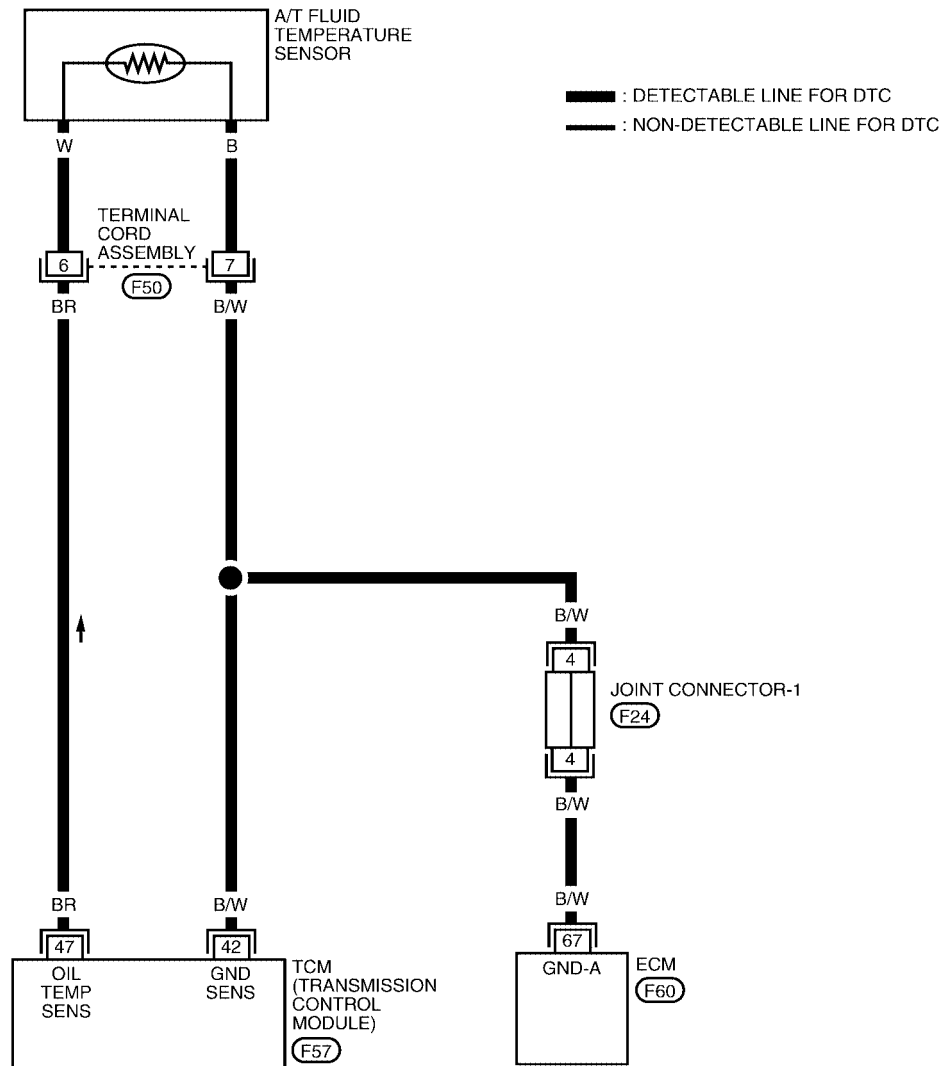 A/T FLUID
TEMPERATURE
SENSOR
: DETECTABLE LINE FOR DTC
: NON-DETECTABLE LINE FOR DTC
W
B
TERMINAL
CORD
ASSEMBLY
6
7
F50
BR
B/W
B/W
4
JOINT CONNECTOR-1
F24
4
B/W
BR
B/W
B/W
47
42
67
OIL
TEMP
SENS
GND
SENS
TCM
(TRANSMISSION
CONTROL
MODULE)
F57
GND-A
ECM
F60